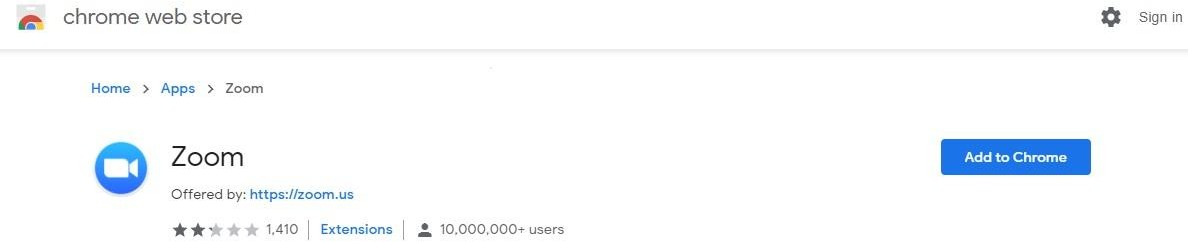 chrome web store
Sign in
Home > Apps > Zoom
Zoom
Add to Chrome
Offered by: https://zoom.us
1,410 | Extensions | 10,000,000+ users